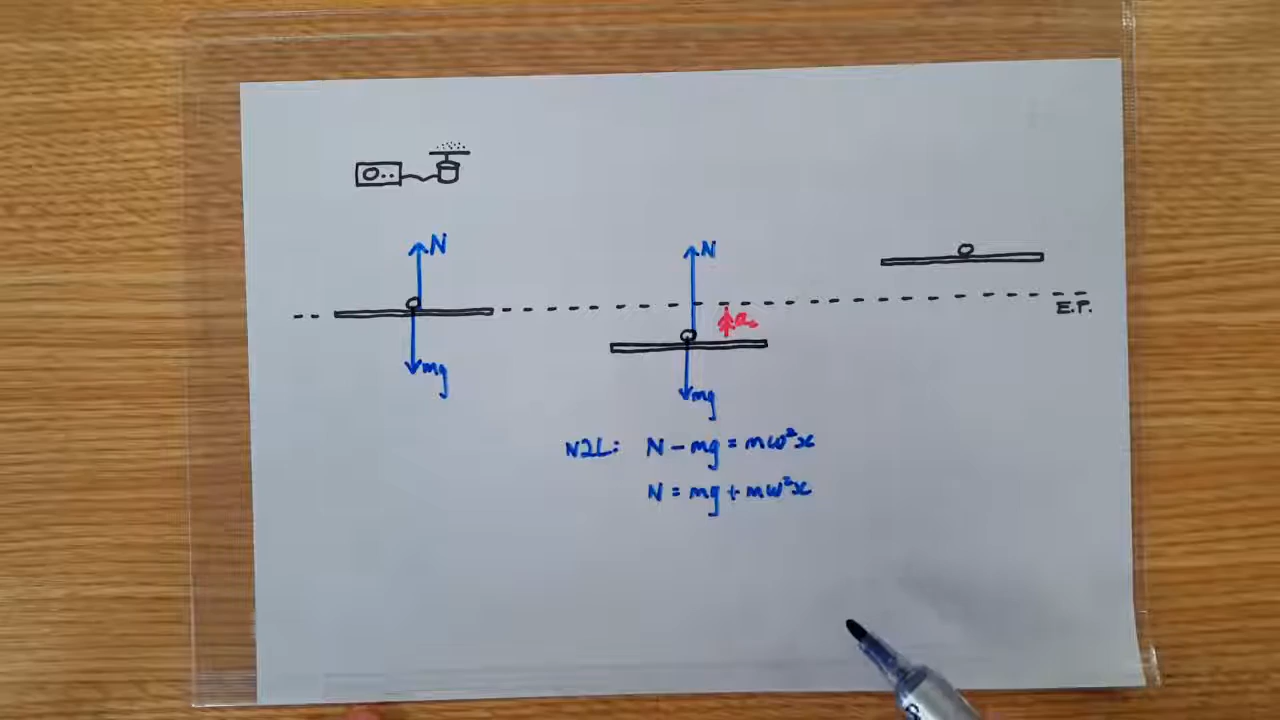 N
N
a
E.P.
mg
mg
N2L: N - mg = mω²x
N = mg + mω²x